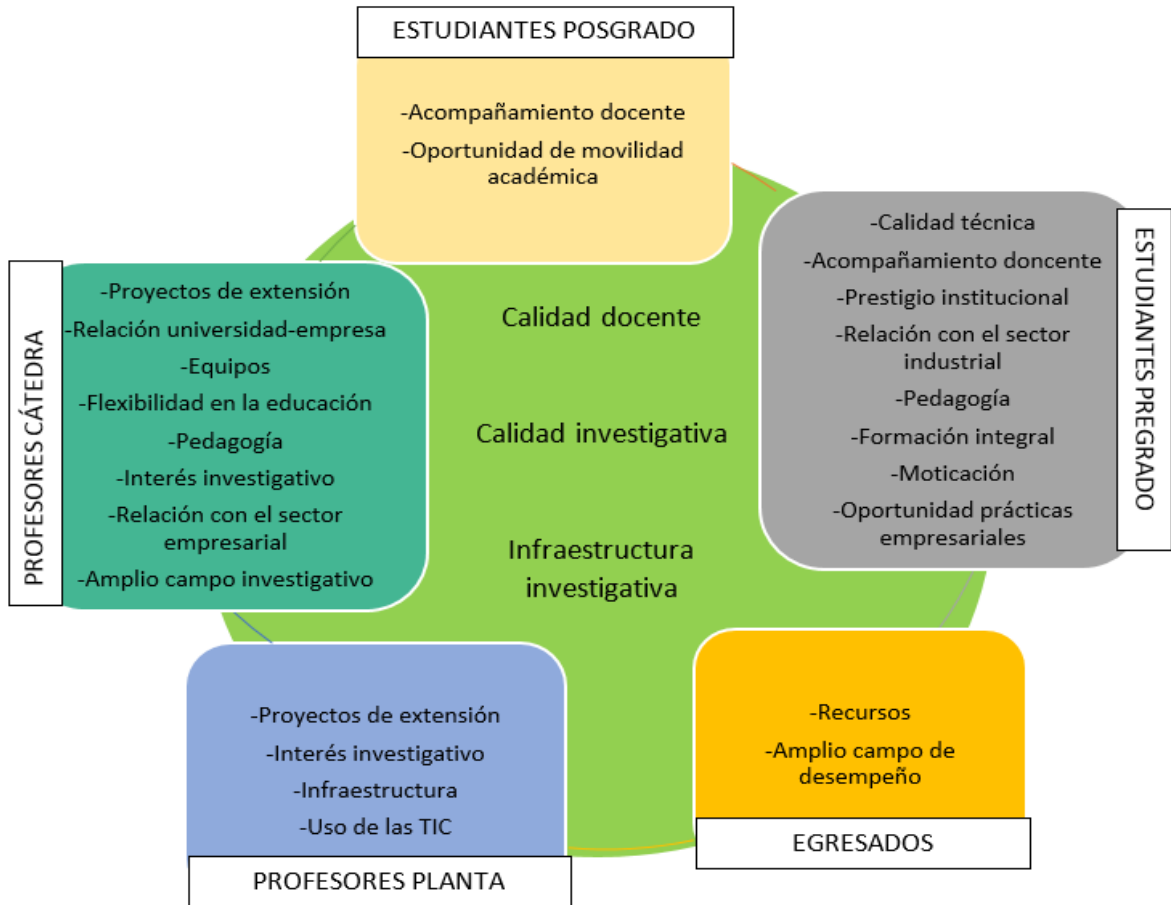 ESTUDIANTES POSGRADO
-Acompañamiento docente
-Oportunidad de movilidad
académica
PROFESORES CÁTEDRA
-Proyectos de extensión
-Relación universidad-empresa
-Equipos
-Flexibilidad en la educación
-Pedagogía
-Interés investigativo
-Relación con el sector
empresarial
-Amplio campo investigativo
Calidad docente
Calidad investigativa
Infraestructura
investigativa
ESTUDIANTES PREGRADO
-Calidad técnica
-Acompañamiento doncente
-Prestigio institucional
-Relación con el sector
industrial
-Pedagogía
-Formación integral
-Moticación
-Oportunidad prácticas
empresariales
-Proyectos de extensión
-Interés investigativo
-Infraestructura
-Uso de las TIC
PROFESORES PLANTA
-Recursos
-Amplio campo de
desempeño
EGRESADOS